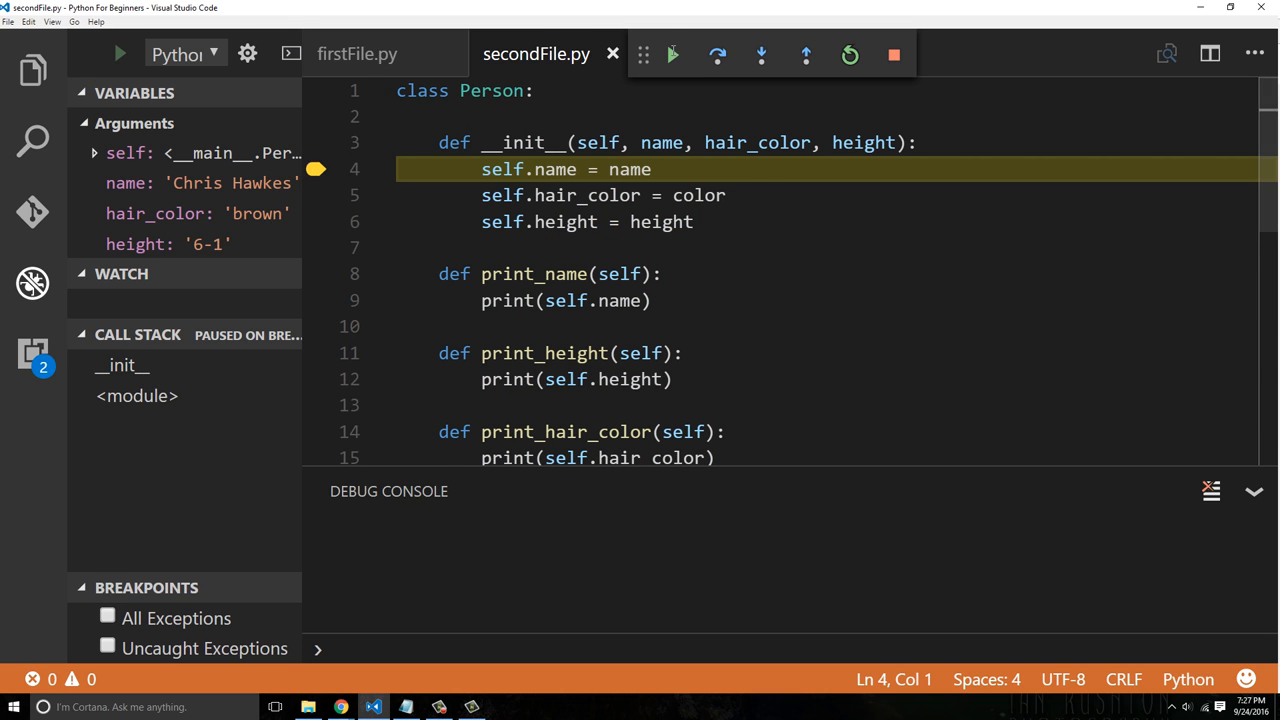 secondFile.py - Python For Beginners - Visual Studio Code
File Edit View Go Help
Python firstFile.py secondFile.py
VARIABLES
Arguments
self: <__main__.Per...
name: 'Chris Hawkes'
hair_color: 'brown'
height: '6-1'
WATCH
CALL STACK PAUSED ON BRE...
__init__
<module>
BREAKPOINTS
All Exceptions
Uncaught Exceptions
1 class Person:
2
3 def __init__(self, name, hair_color, height):
4 self.name = name
5 self.hair_color = color
6 self.height = height
7
8 def print_name(self):
9 print(self.name)
10
11 def print_height(self):
12 print(self.height)
13
14 def print_hair_color(self):
15 print(self.hair_color)
DEBUG CONSOLE
2
0 0 Ln 4, Col 1 Spaces: 4 UTF-8 CRLF Python
I'm Cortana. Ask me anything.
7:27 PM
9/24/2016